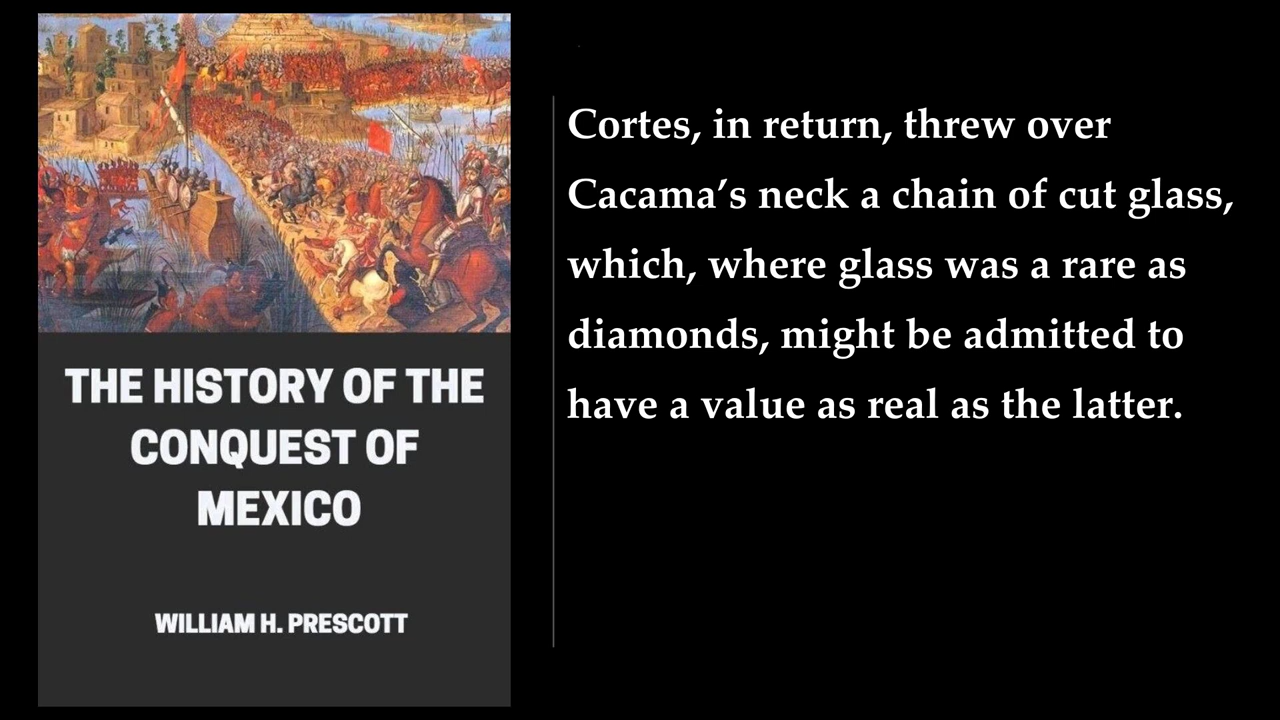 THE HISTORY OF THE
CONQUEST OF
MEXICO
WILLIAM H. PRESCOTT
Cortes, in return, threw over
Cacama’s neck a chain of cut glass,
which, where glass was a rare as
diamonds, might be admitted to
have a value as real as the latter.